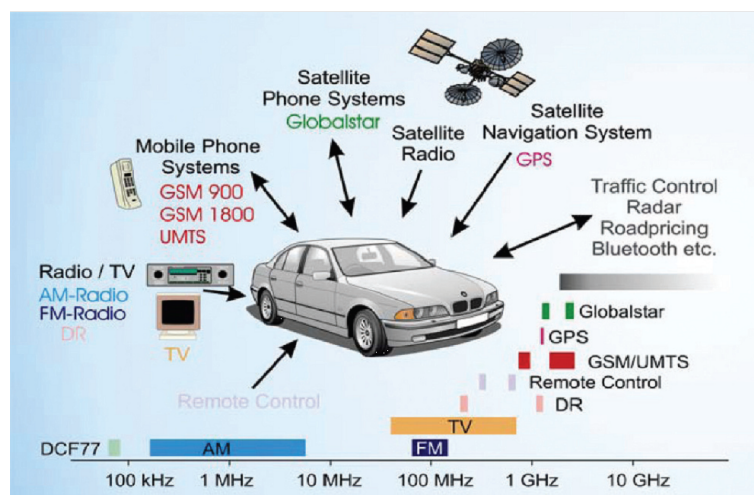 Satellite
Phone Systems
Globalstar
Satellite
Radio
Satellite
Navigation System
GPS
Mobile Phone
Systems
GSM 900
GSM 1800
UMTS
Traffic Control
Radar
Roadpricing
Bluetooth etc.
Radio / TV
AM-Radio
FM-Radio
DR
TV
Remote Control
Globalstar
GPS
GSM/UMTS
Remote Control
DR
TV
DCF77
AM
FM
100 kHz
1 MHz
10 MHz
100 MHz
1 GHz
10 GHz